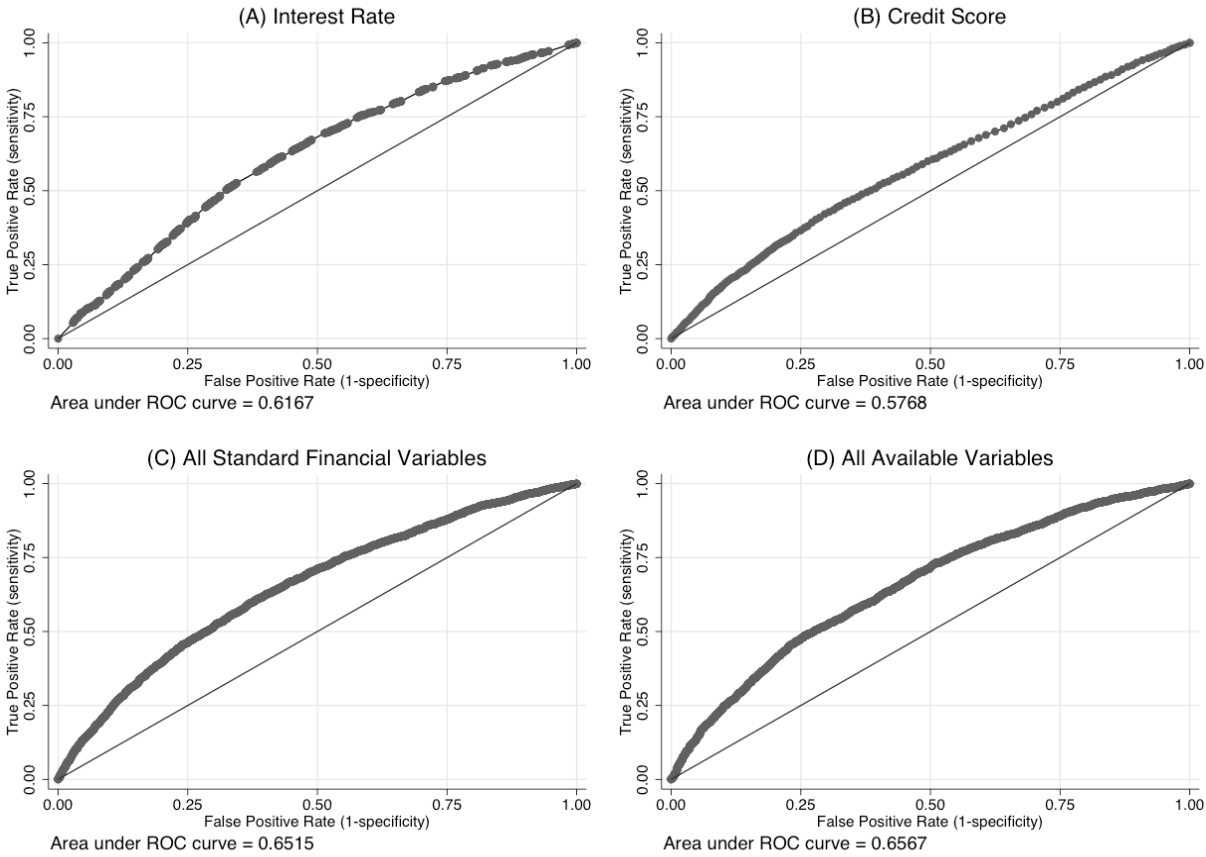 (A) Interest Rate
True Positive Rate (sensitivity)
1.00
0.75
0.50
0.25
0.00
0.00 0.25 0.50 0.75 1.00
False Positive Rate (1-specificity)
Area under ROC curve = 0.6167
(B) Credit Score
True Positive Rate (sensitivity)
1.00
0.75
0.50
0.25
0.00
0.00 0.25 0.50 0.75 1.00
False Positive Rate (1-specificity)
Area under ROC curve = 0.5768
(C) All Standard Financial Variables
True Positive Rate (sensitivity)
1.00
0.75
0.50
0.25
0.00
0.00 0.25 0.50 0.75 1.00
False Positive Rate (1-specificity)
Area under ROC curve = 0.6515
(D) All Available Variables
True Positive Rate (sensitivity)
1.00
0.75
0.50
0.25
0.00
0.00 0.25 0.50 0.75 1.00
False Positive Rate (1-specificity)
Area under ROC curve = 0.6567